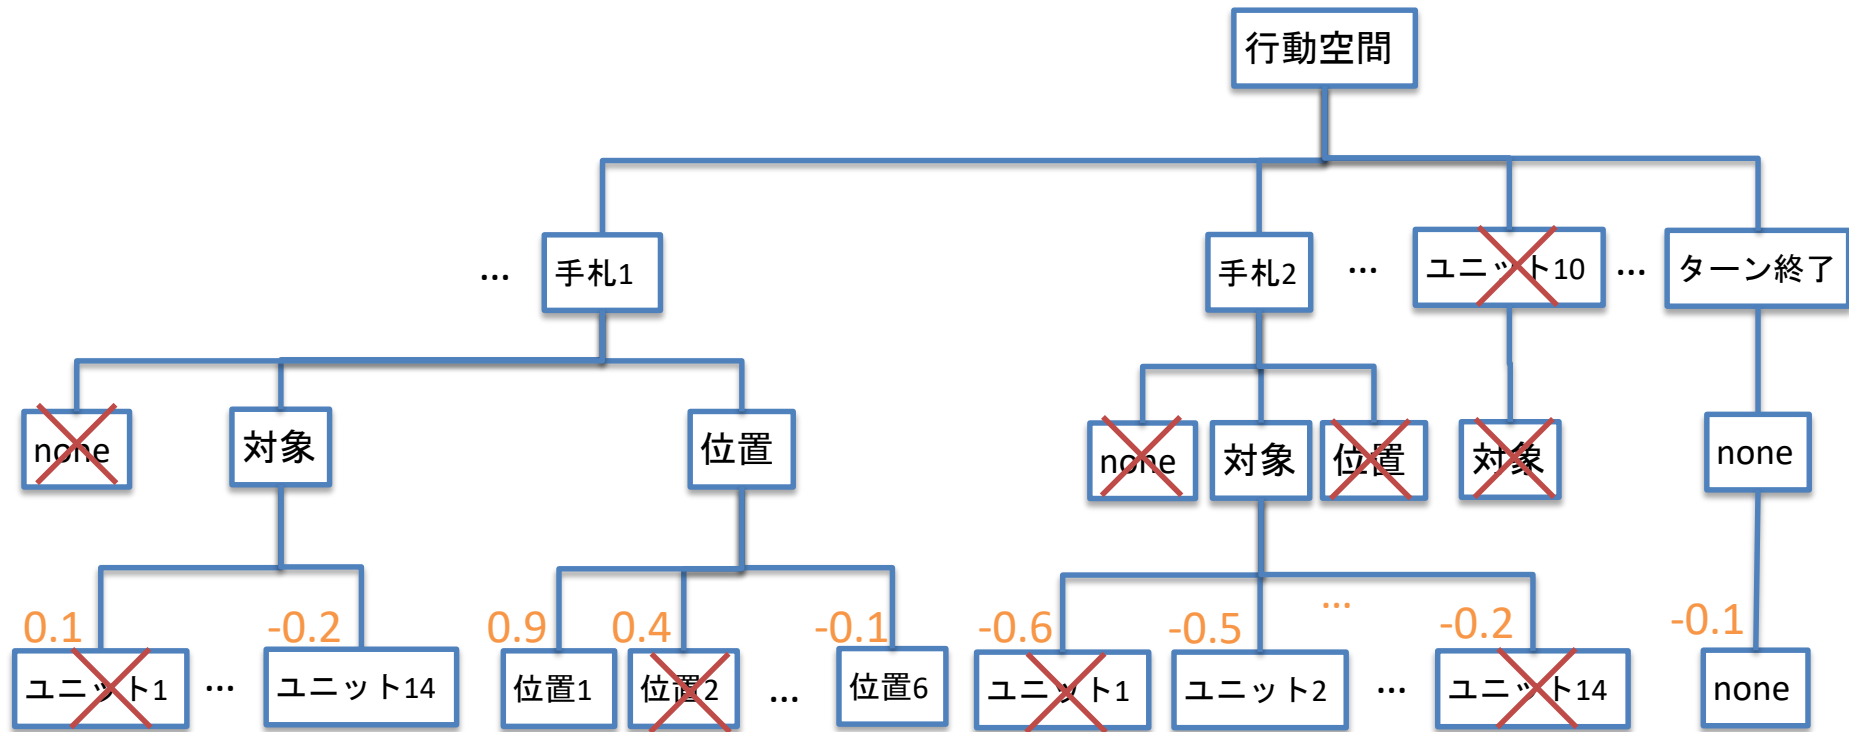 行動空間
...
手札1
手札2
...
ユニット10
...
ターン終了
none
対象
位置
none
対象
位置
対象
none
0.1
-0.2
0.9
0.4
-0.1
-0.6
-0.5
...
-0.2
-0.1
ユニット1
...
ユニット14
位置1
位置2
...
位置6
ユニット1
ユニット2
...
ユニット14
none